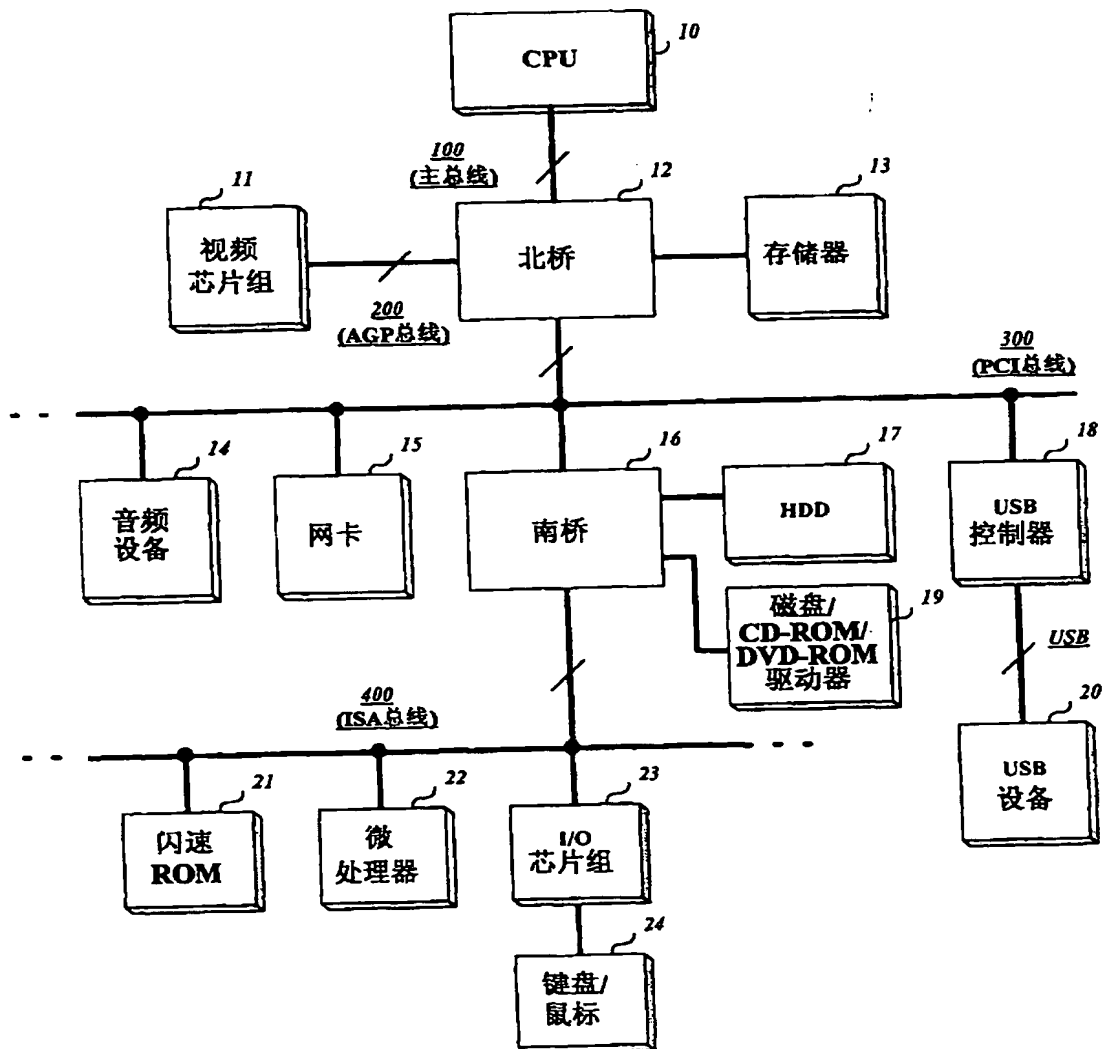 10
CPU
100
(主总线)
11
12
13
视频
芯片组
北桥
存储器
200
(AGP总线)
300
(PCI总线)
14
15
16
17
18
音频
设备
网卡
南桥
HDD
USB
控制器
19
磁盘/
CD-ROM/
DVD-ROM
驱动器
USB
400
(ISA总线)
20
USB
设备
21
22
23
闪速
ROM
微
处理器
I/O
芯片组
24
键盘/
鼠标